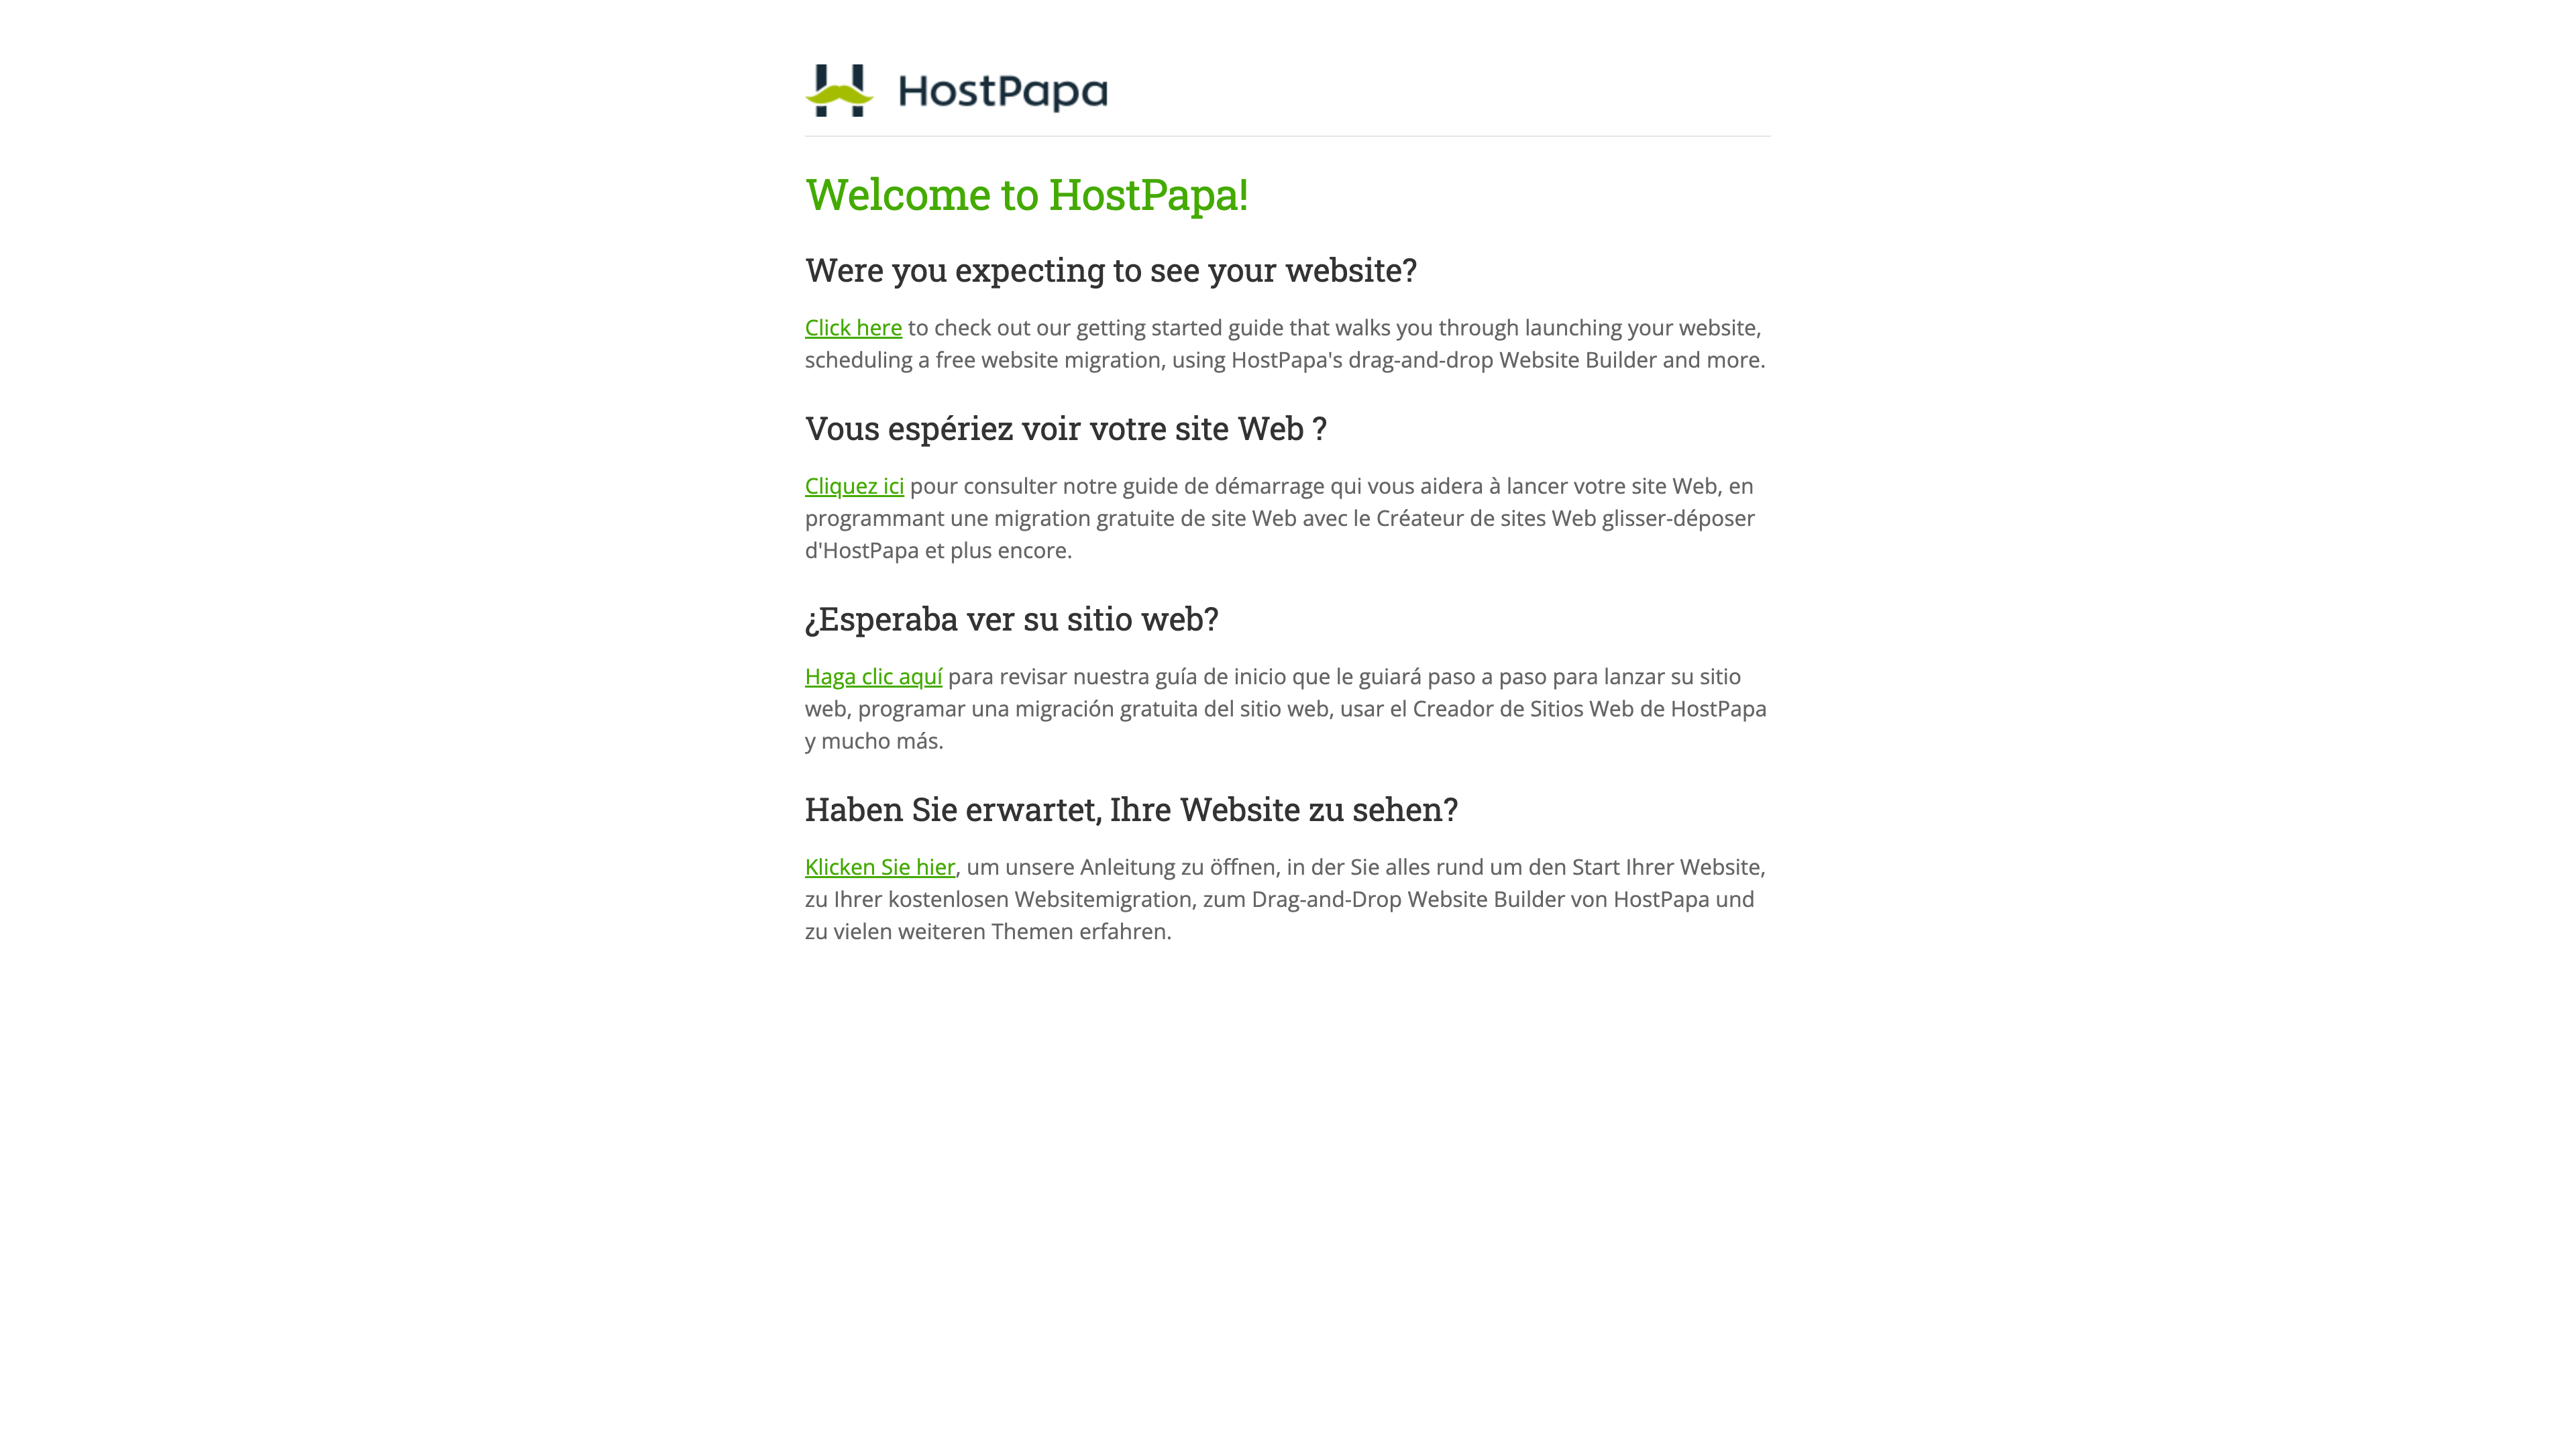 HostPapa
Welcome to HostPapa!
Were you expecting to see your website?
Click here to check out our getting started guide that walks you through launching your website,
scheduling a free website migration, using HostPapa's drag-and-drop Website Builder and more.
Vous espériez voir votre site Web ?
Cliquez ici pour consulter notre guide de démarrage qui vous aidera à lancer votre site Web, en
programmant une migration gratuite de site Web avec le Créateur de sites Web glisser-déposer
d'HostPapa et plus encore.
¿Esperaba ver su sitio web?
Haga clic aquí para revisar nuestra guía de inicio que le guiará paso a paso para lanzar su sitio
web, programar una migración gratuita del sitio web, usar el Creador de Sitios Web de HostPapa
y mucho más.
Haben Sie erwartet, Ihre Website zu sehen?
Klicken Sie hier, um unsere Anleitung zu öffnen, in der Sie alles rund um den Start Ihrer Website,
zu Ihrer kostenlosen Websitemigration, zum Drag-and-Drop Website Builder von HostPapa und
zu vielen weiteren Themen erfahren.